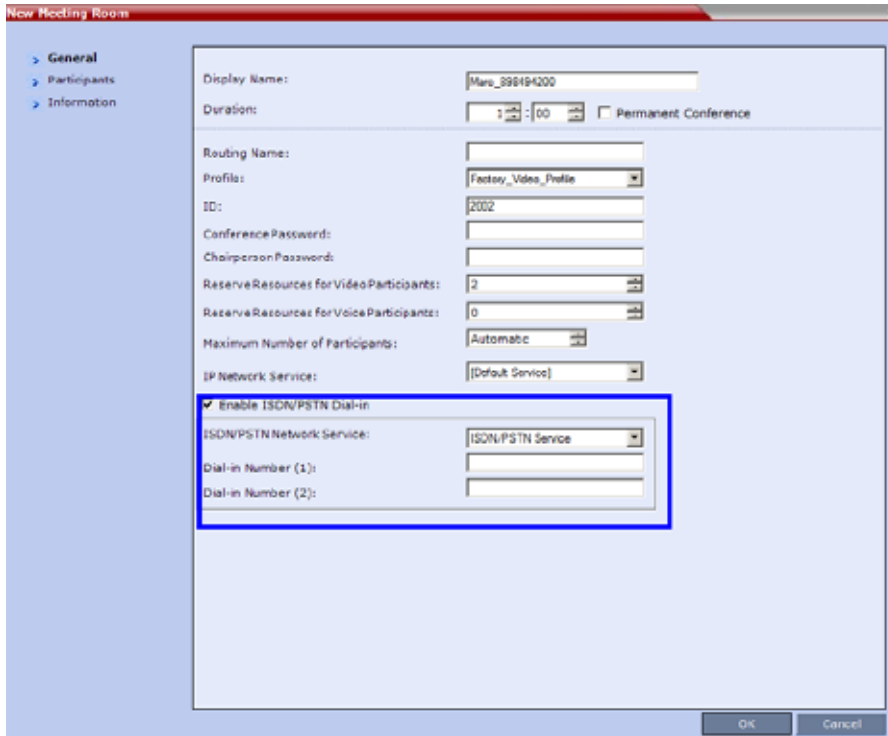 New Meeting Room
General
Participants
Information
Display Name: Maro_898494200
Duration: 1 : 00 Permanent Conference
Routing Name:
Profile: Factory_Video_Profile
ID: 2002
Conference Password:
Chairperson Password:
Reserve Resources for Video Participants: 2
Reserve Resources for Voice Participants: 0
Maximum Number of Participants: Automatic
IP Network Service: [Default Service]
Enable ISDN/PSTN Dial-in
ISDN/PSTN Network Service: ISDN/PSTN Service
Dial-in Number (1):
Dial-in Number (2):
OK Cancel